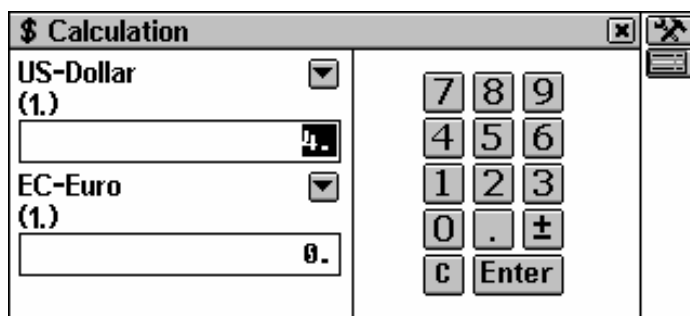 $ Calculation
US-Dollar
(1.)
4.
EC-Euro
(1.)
0.
7 8 9
4 5 6
1 2 3
0 . ±
C Enter